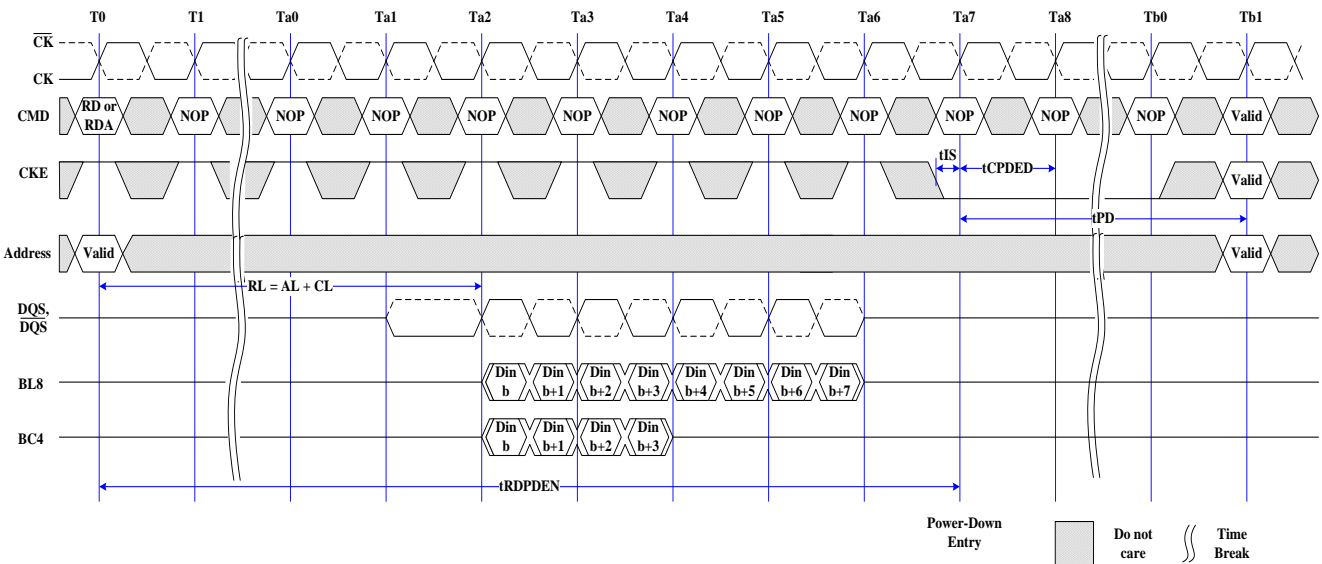 T0 T1 Ta0 Ta1 Ta2 Ta3 Ta4 Ta5 Ta6 Ta7 Ta8 Tb0 Tb1
CK
CK
CMD RD or RDA NOP NOP NOP NOP NOP NOP NOP NOP NOP NOP NOP Valid
tIS
CKE tCPDED Valid
tPD
Address Valid Valid
RL = AL + CL
DQS,
DQS
BL8 Din b Din b+1 Din b+2 Din b+3 Din b+4 Din b+5 Din b+6 Din b+7
BC4 Din b Din b+1 Din b+2 Din b+3
tRDPDEN
Power-Down
Entry
Do not
care
Time
Break